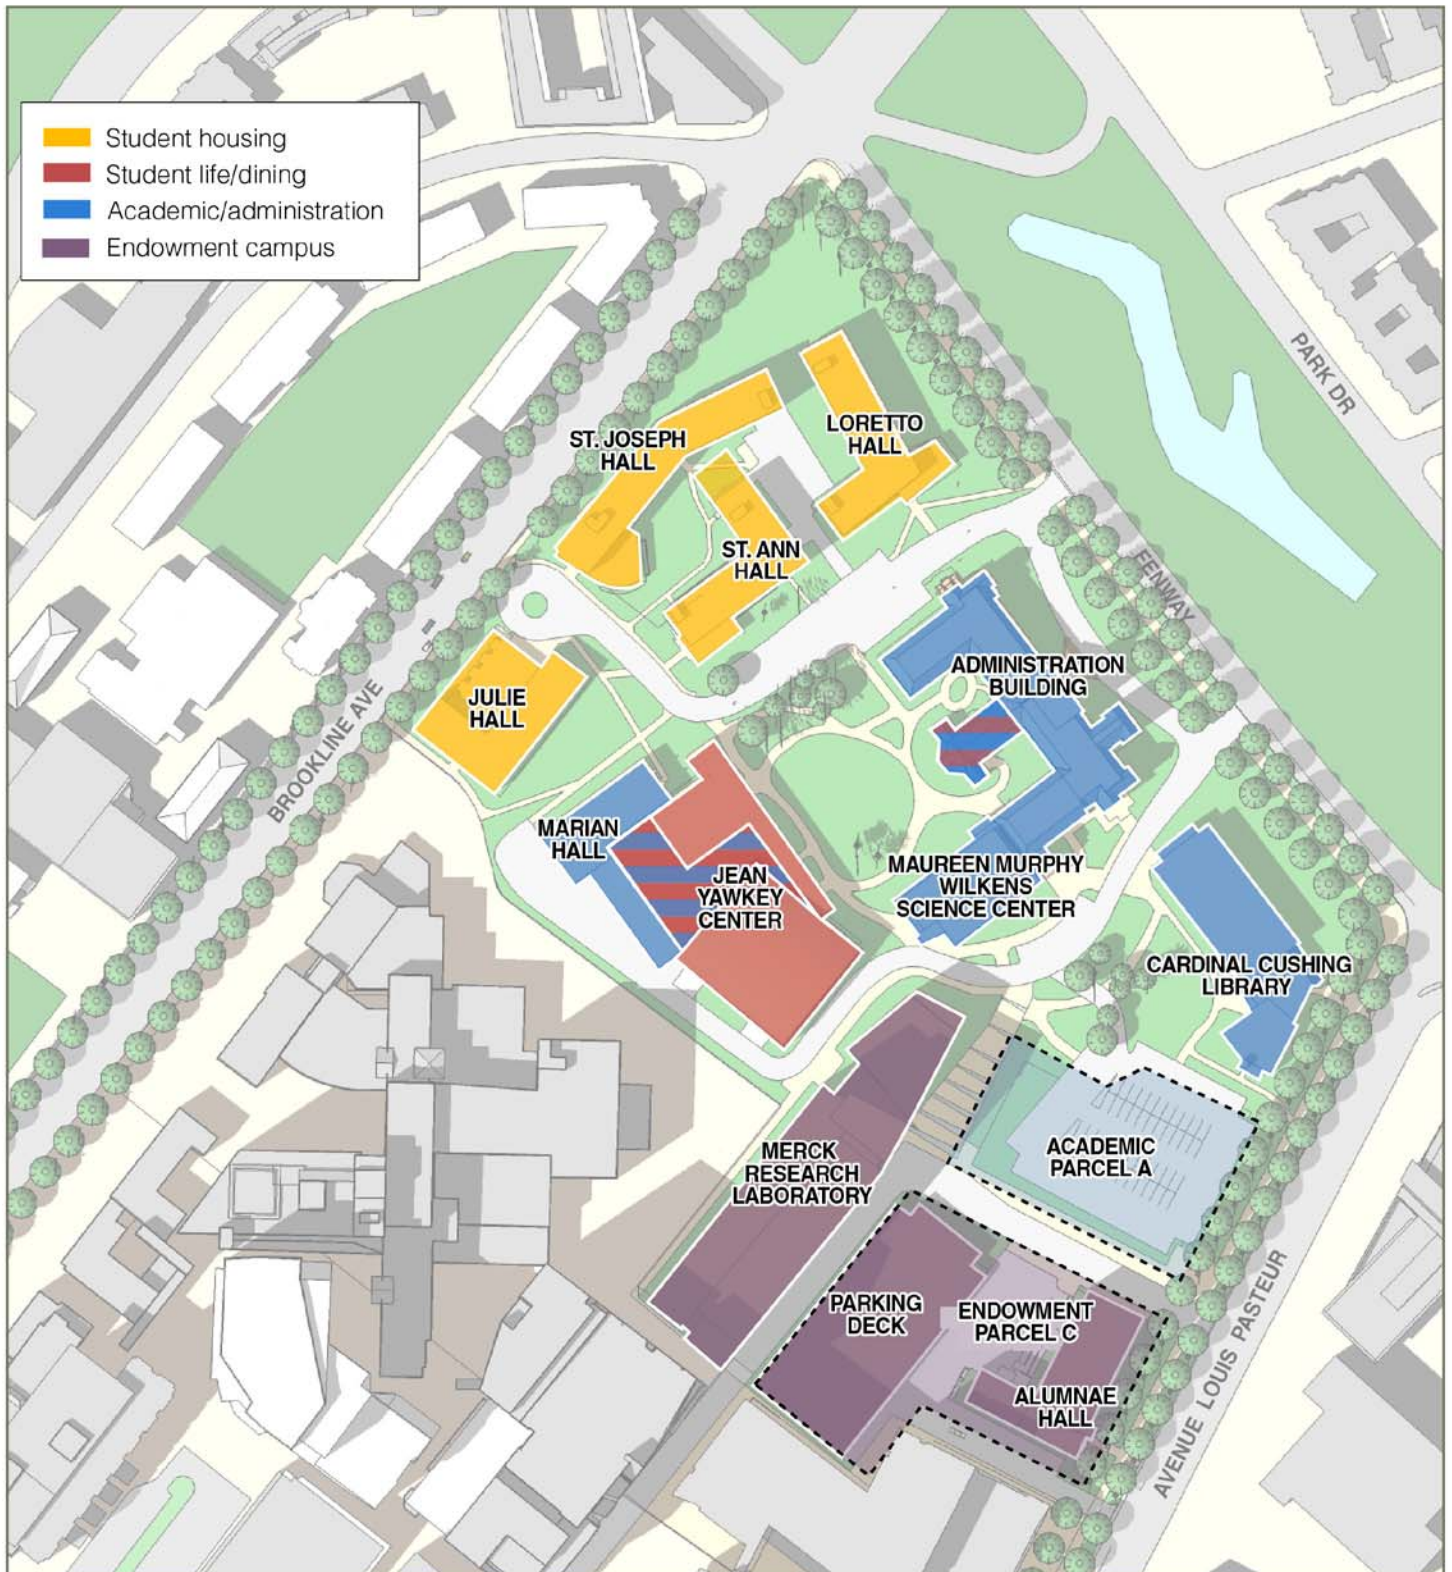 Student housing
Student life/dining
Academic/administration
Endowment campus
PARK DR
LORETTO
HALL
ST. JOSEPH
HALL
ST. ANN
HALL
FENWAY
ADMINISTRATION
BUILDING
JULIE
HALL
BROOKLINE AVE
MARIAN
HALL
JEAN
YAWKEY
CENTER
MAUREEN MURPHY
WILKENS
SCIENCE CENTER
CARDINAL CUSHING
LIBRARY
MERCK
RESEARCH
LABORATORY
ACADEMIC
PARCEL A
PARKING
DECK
ENDOWMENT
PARCEL C
ALUMNAE
HALL
AVENUE LOUIS PASTEUR